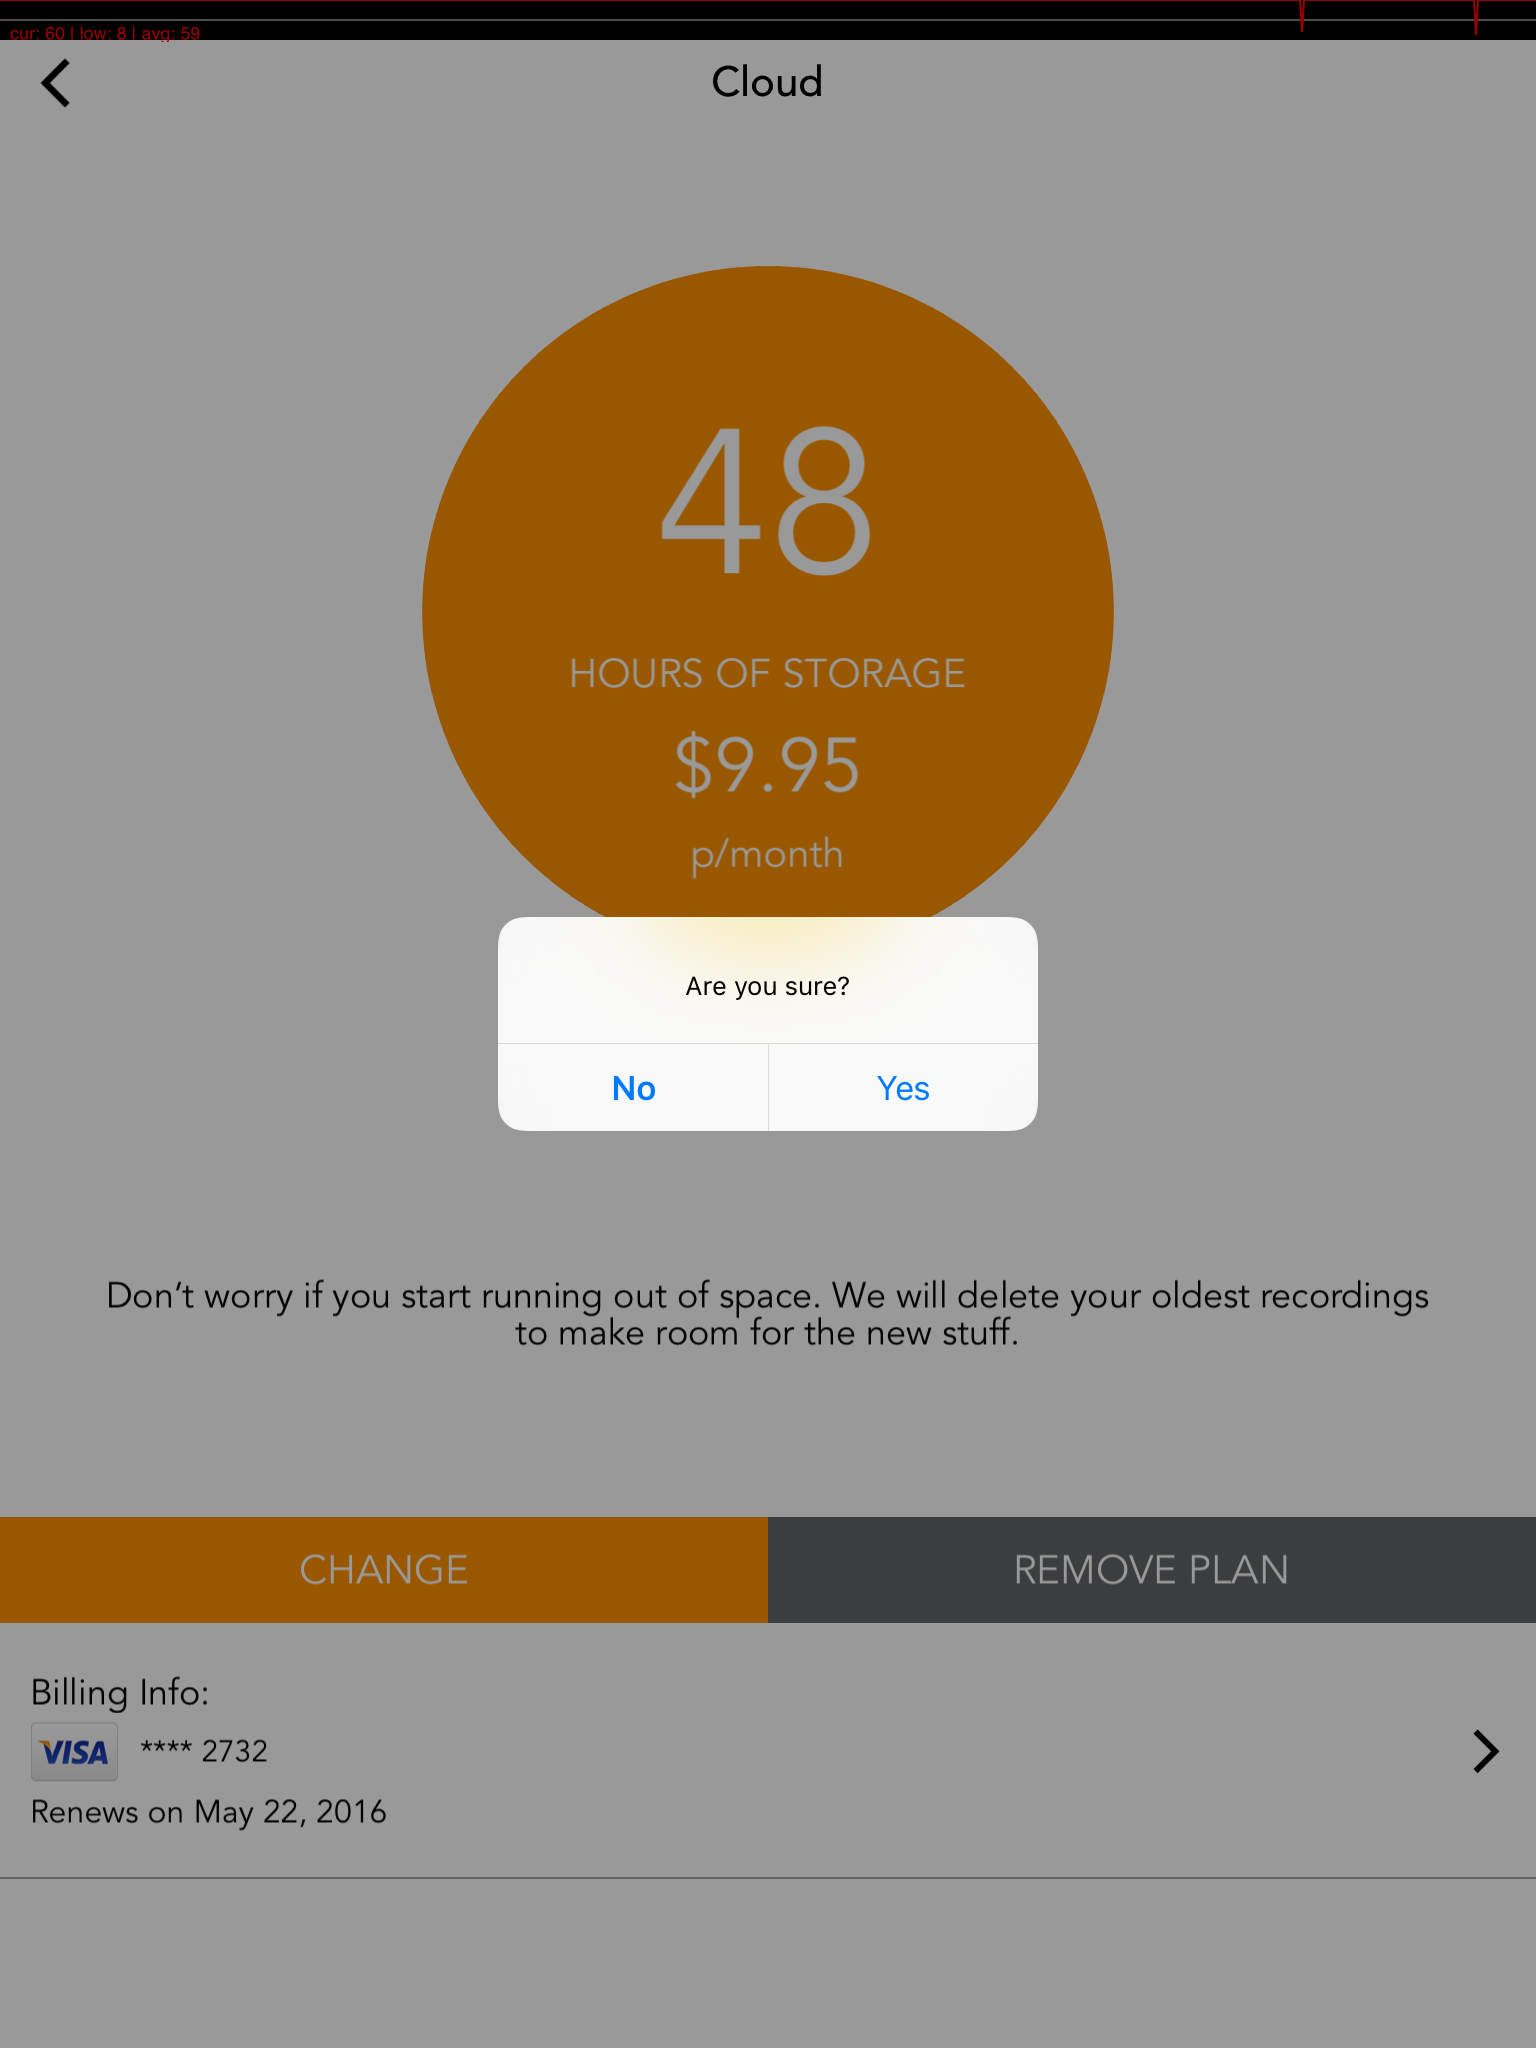 cur: 60 | low: 8 | avg: 59
Cloud
48
HOURS OF STORAGE
$9.95
p/month
Are you sure?
No
Yes
Don’t worry if you start running out of space. We will delete your oldest recordings
to make room for the new stuff.
CHANGE
REMOVE PLAN
Billing Info:
VISA **** 2732
Renews on May 22, 2016